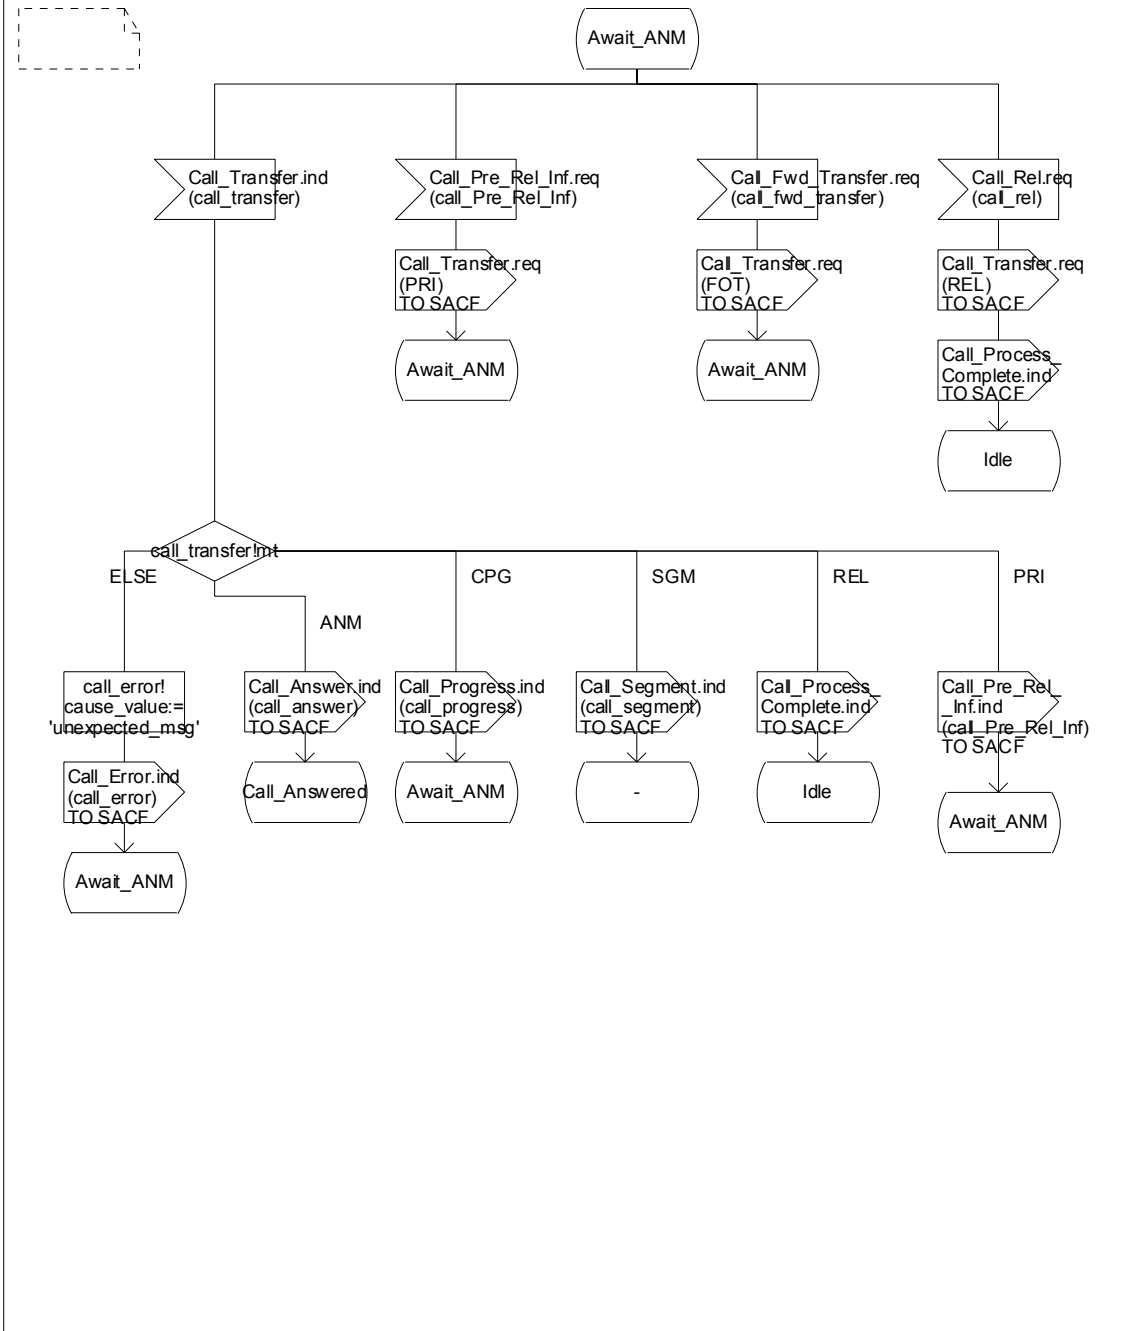 Await_ANM
Call_Transfer.ind
(call_transfer)
Call_Pre_Rel_Inf.req
(call_Pre_Rel_Inf)
Call_Fwd_Transfer.req
(call_fwd_transfer)
Call_Rel.req
(call_rel)
Call_Transfer.req
(PRI)
TO SACF
Call_Transfer.req
(FOT)
TO SACF
Call_Transfer.req
(REL)
TO SACF
Await_ANM
Await_ANM
Call_Process_
Complete.ind
TO SACF
Idle
call_transfer!mt
ELSE
CPG
SGM
REL
PRI
ANM
call_error!
cause_value:=
'unexpected_msg'
Call_Answer.ind
(call_answer)
TO SACF
Call_Progress.ind
(call_progress)
TO SACF
Call_Segment.ind
(call_segment)
TO SACF
Call_Process_
Complete.ind
TO SACF
Call_Pre_Rel_
_Inf.ind
(call_Pre_Rel_Inf)
TO SACF
Call_Error.ind
(call_error)
TO SACF
Call_Answered
Await_ANM
-
Idle
Await_ANM
Await_ANM